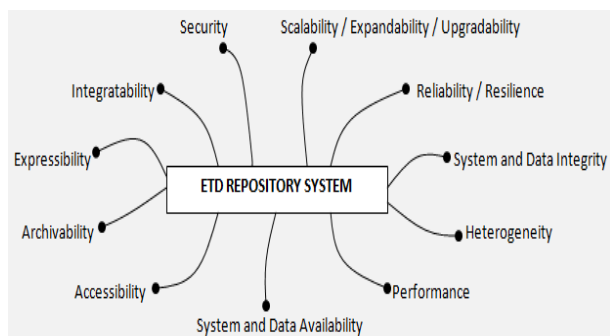 Security
Scalability / Expandability / Upgradability
Integratability
Reliability / Resilience
Expressibility
System and Data Integrity
ETD REPOSITORY SYSTEM
Archivability
Heterogeneity
Accessibility
Performance
System and Data Availability